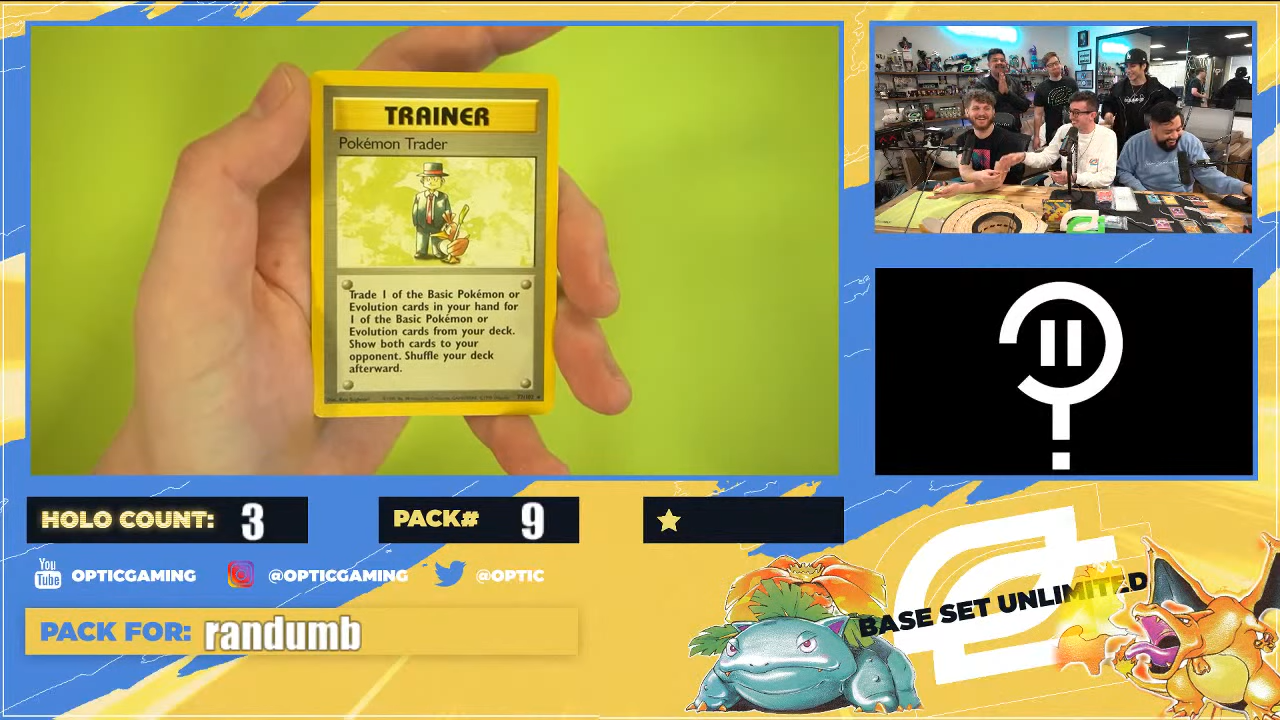 TRAINER
Pokémon Trader
Trade 1 of the Basic Pokémon or
Evolution cards in your hand for
1 of the Basic Pokémon or
Evolution cards from your deck.
Show both cards to your
opponent. Shuffle your deck
afterward.
HOLO COUNT: 3
PACK# 9
You
Tube OPTICGAMING
@OPTICGAMING
@OPTIC
PACK FOR: randumb
BASE SET UNLIMITED